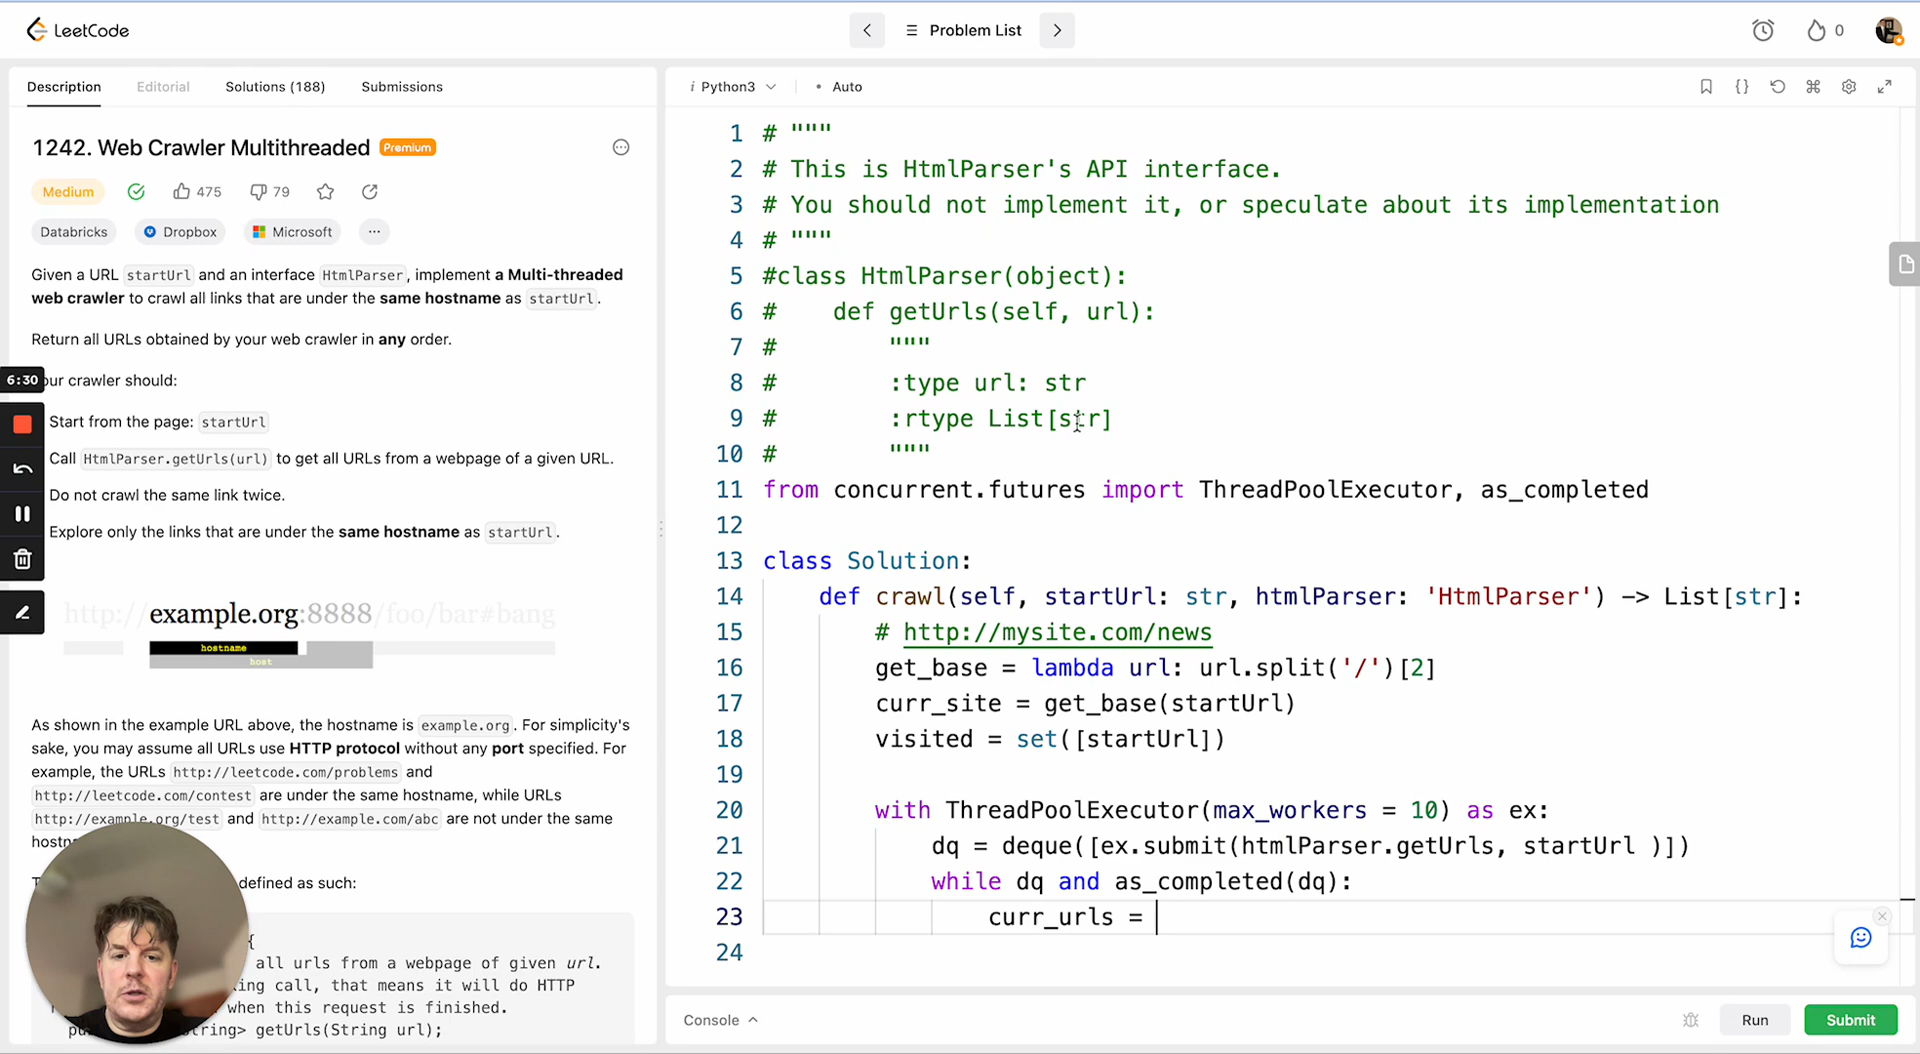 LeetCode
Problem List
0
Description
Editorial
Solutions (188)
Submissions
1242. Web Crawler Multithreaded Premium
Medium
475
79
Databricks
Dropbox
Microsoft
...
Given a URL startUrl and an interface HtmlParser, implement a Multi-threaded
web crawler to crawl all links that are under the same hostname as startUrl.
Return all URLs obtained by your web crawler in any order.
6:30
our crawler should:
Start from the page: startUrl
Call HtmlParser.getUrls(url) to get all URLs from a webpage of a given URL.
Do not crawl the same link twice.
Explore only the links that are under the same hostname as startUrl.
http://example.org:8888/foo/bar#bang
hostname
host
As shown in the example URL above, the hostname is example.org. For simplicity's
sake, you may assume all URLs use HTTP protocol without any port specified. For
example, the URLs http://leetcode.com/problems and
http://leetcode.com/contest are under the same hostname, while URLs
http://example.org/test and http://example.com/abc are not under the same
defined as such:
{
all urls from a webpage of given url.
king call, that means it will do HTTP
when this request is finished.
getUrls(String url);
i Python3
• Auto
1 # """
2 # This is HtmlParser's API interface.
3 # You should not implement it, or speculate about its implementation
4 # """
5 #class HtmlParser(object):
6 #    def getUrls(self, url):
7 #        """
8 #        :type url: str
9 #        :rtype List[str]
10 #        """
11 from concurrent.futures import ThreadPoolExecutor, as_completed
12
13 class Solution:
14     def crawl(self, startUrl: str, htmlParser: 'HtmlParser') -> List[str]:
15         # http://mysite.com/news
16         get_base = lambda url: url.split('/')[2]
17         curr_site = get_base(startUrl)
18         visited = set([startUrl])
19
20         with ThreadPoolExecutor(max_workers = 10) as ex:
21             dq = deque([ex.submit(htmlParser.getUrls, startUrl )])
22             while dq and as_completed(dq):
23                 curr_urls =
24
Console
Run
Submit